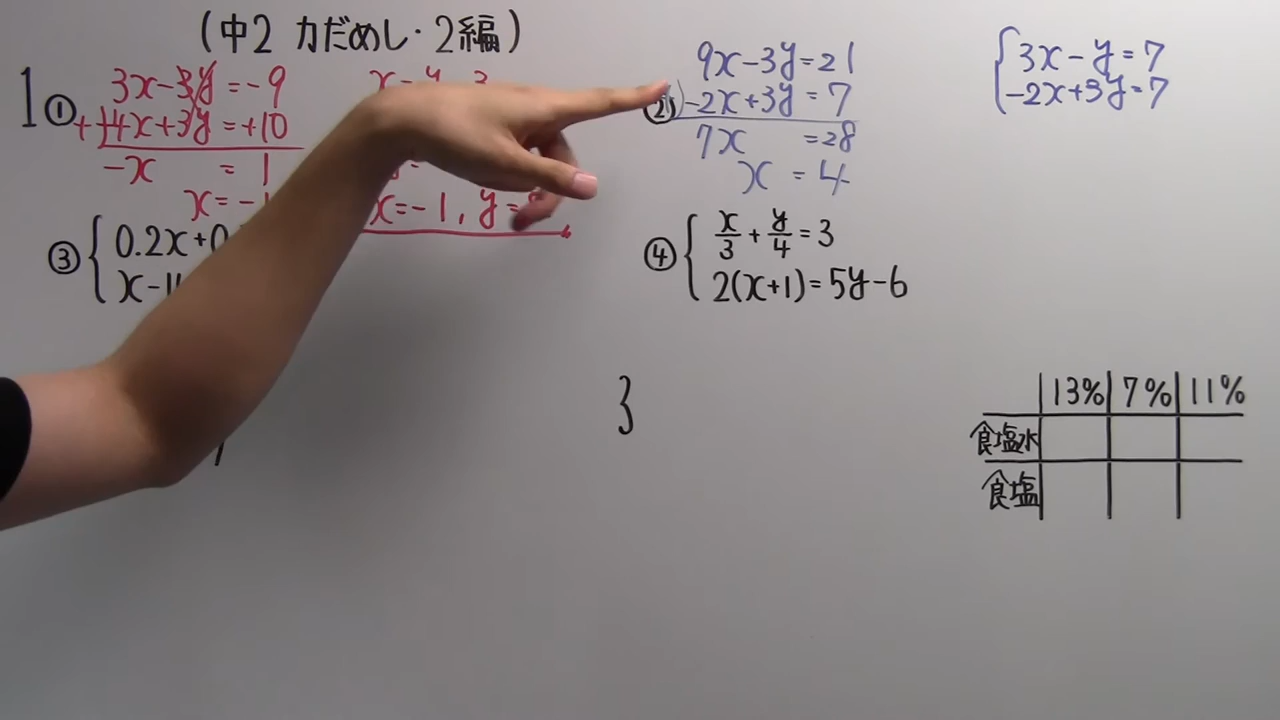 (中2 力だめし・2編)
1 ①
3x-3y=-9
+) -4x+3y=+10
-x =1
x=-1
x=-1, y=
② 9x-3y=21
) -2x+3y=7
7x =28
x =4
3x-y=7
-2x+3y=7
③ 0.2x+0.
x-1
④ x/3+y/4=3
2(x+1)=5y-6
3
13% 7% 11%
食塩水
食塩